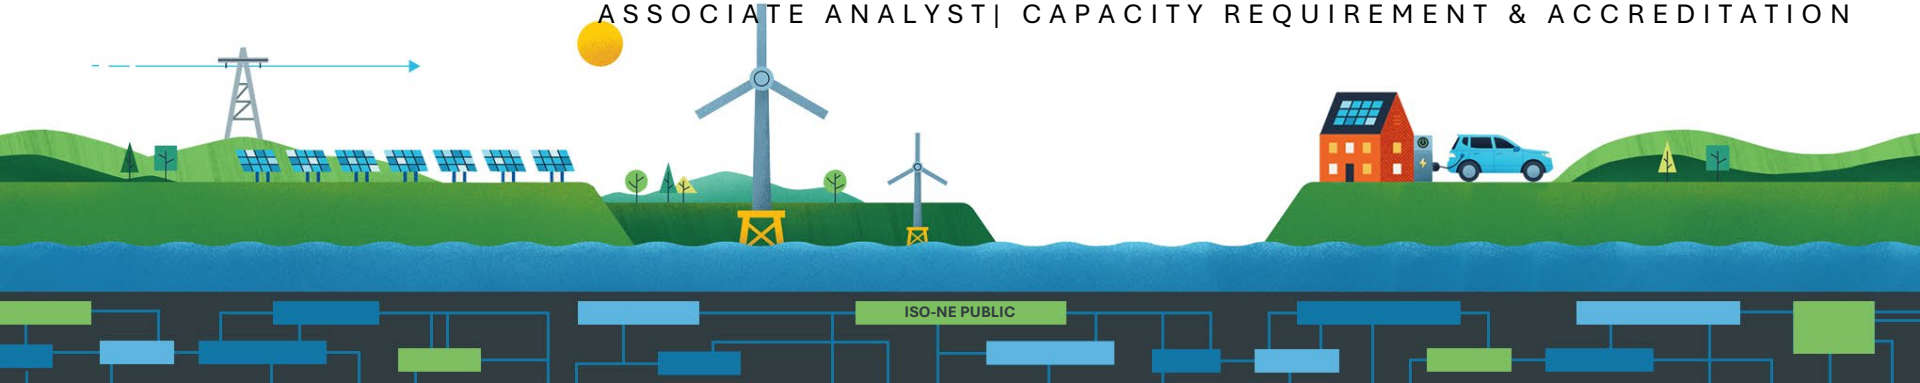 ASSOCIATE ANALYST| CAPACITY REQUIREMENT & ACCREDITATION
ISO-NE PUBLIC